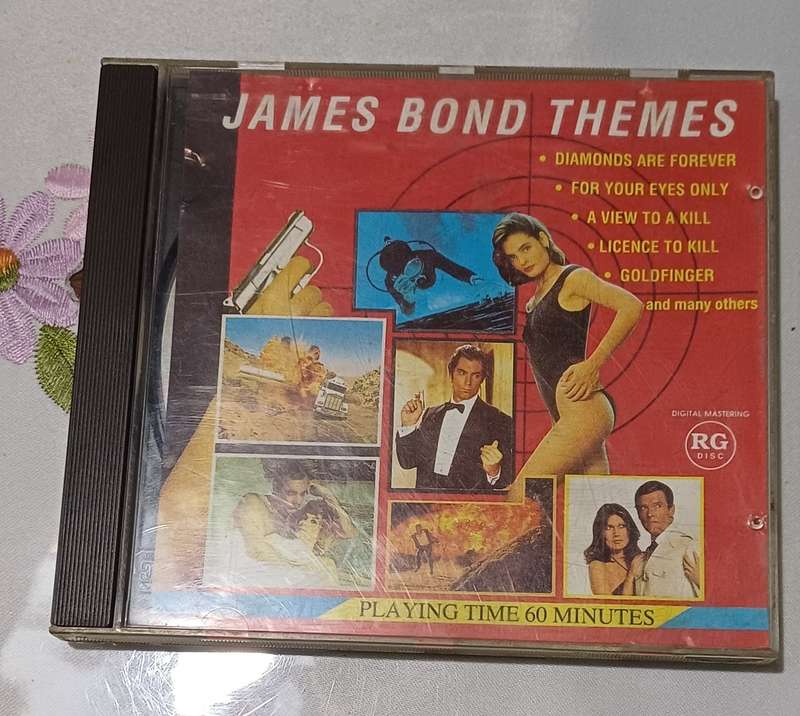 JAMES BOND THEMES
• DIAMONDS ARE FOREVER
• FOR YOUR EYES ONLY
• A VIEW TO A KILL
• LICENCE TO KILL
• GOLDFINGER
and many others
DIGITAL MASTERING
RG
DISC
PLAYING TIME 60 MINUTES